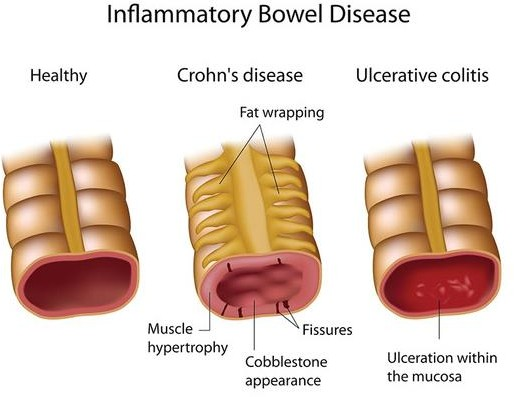 Inflammatory Bowel Disease
Healthy
Crohn's disease
Ulcerative colitis
Fat wrapping
Muscle
hypertrophy
Fissures
Cobblestone
appearance
Ulceration within
the mucosa